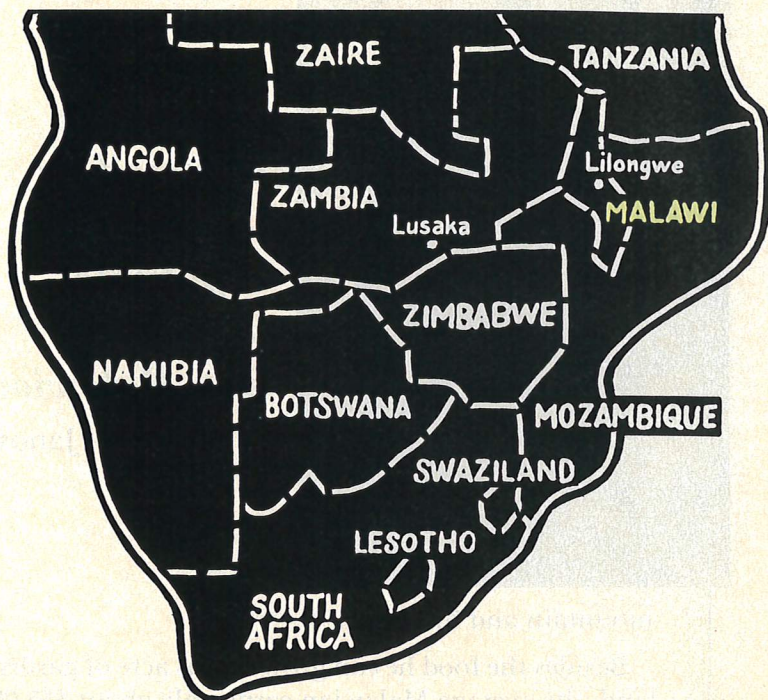 ZAIRE
TANZANIA
ANGOLA
Lilongwe
ZAMBIA
MALAWI
Lusaka
ZIMBABWE
NAMIBIA
BOTSWANA
MOZAMBIQUE
SWAZILAND
LESOTHO
SOUTH
AFRICA